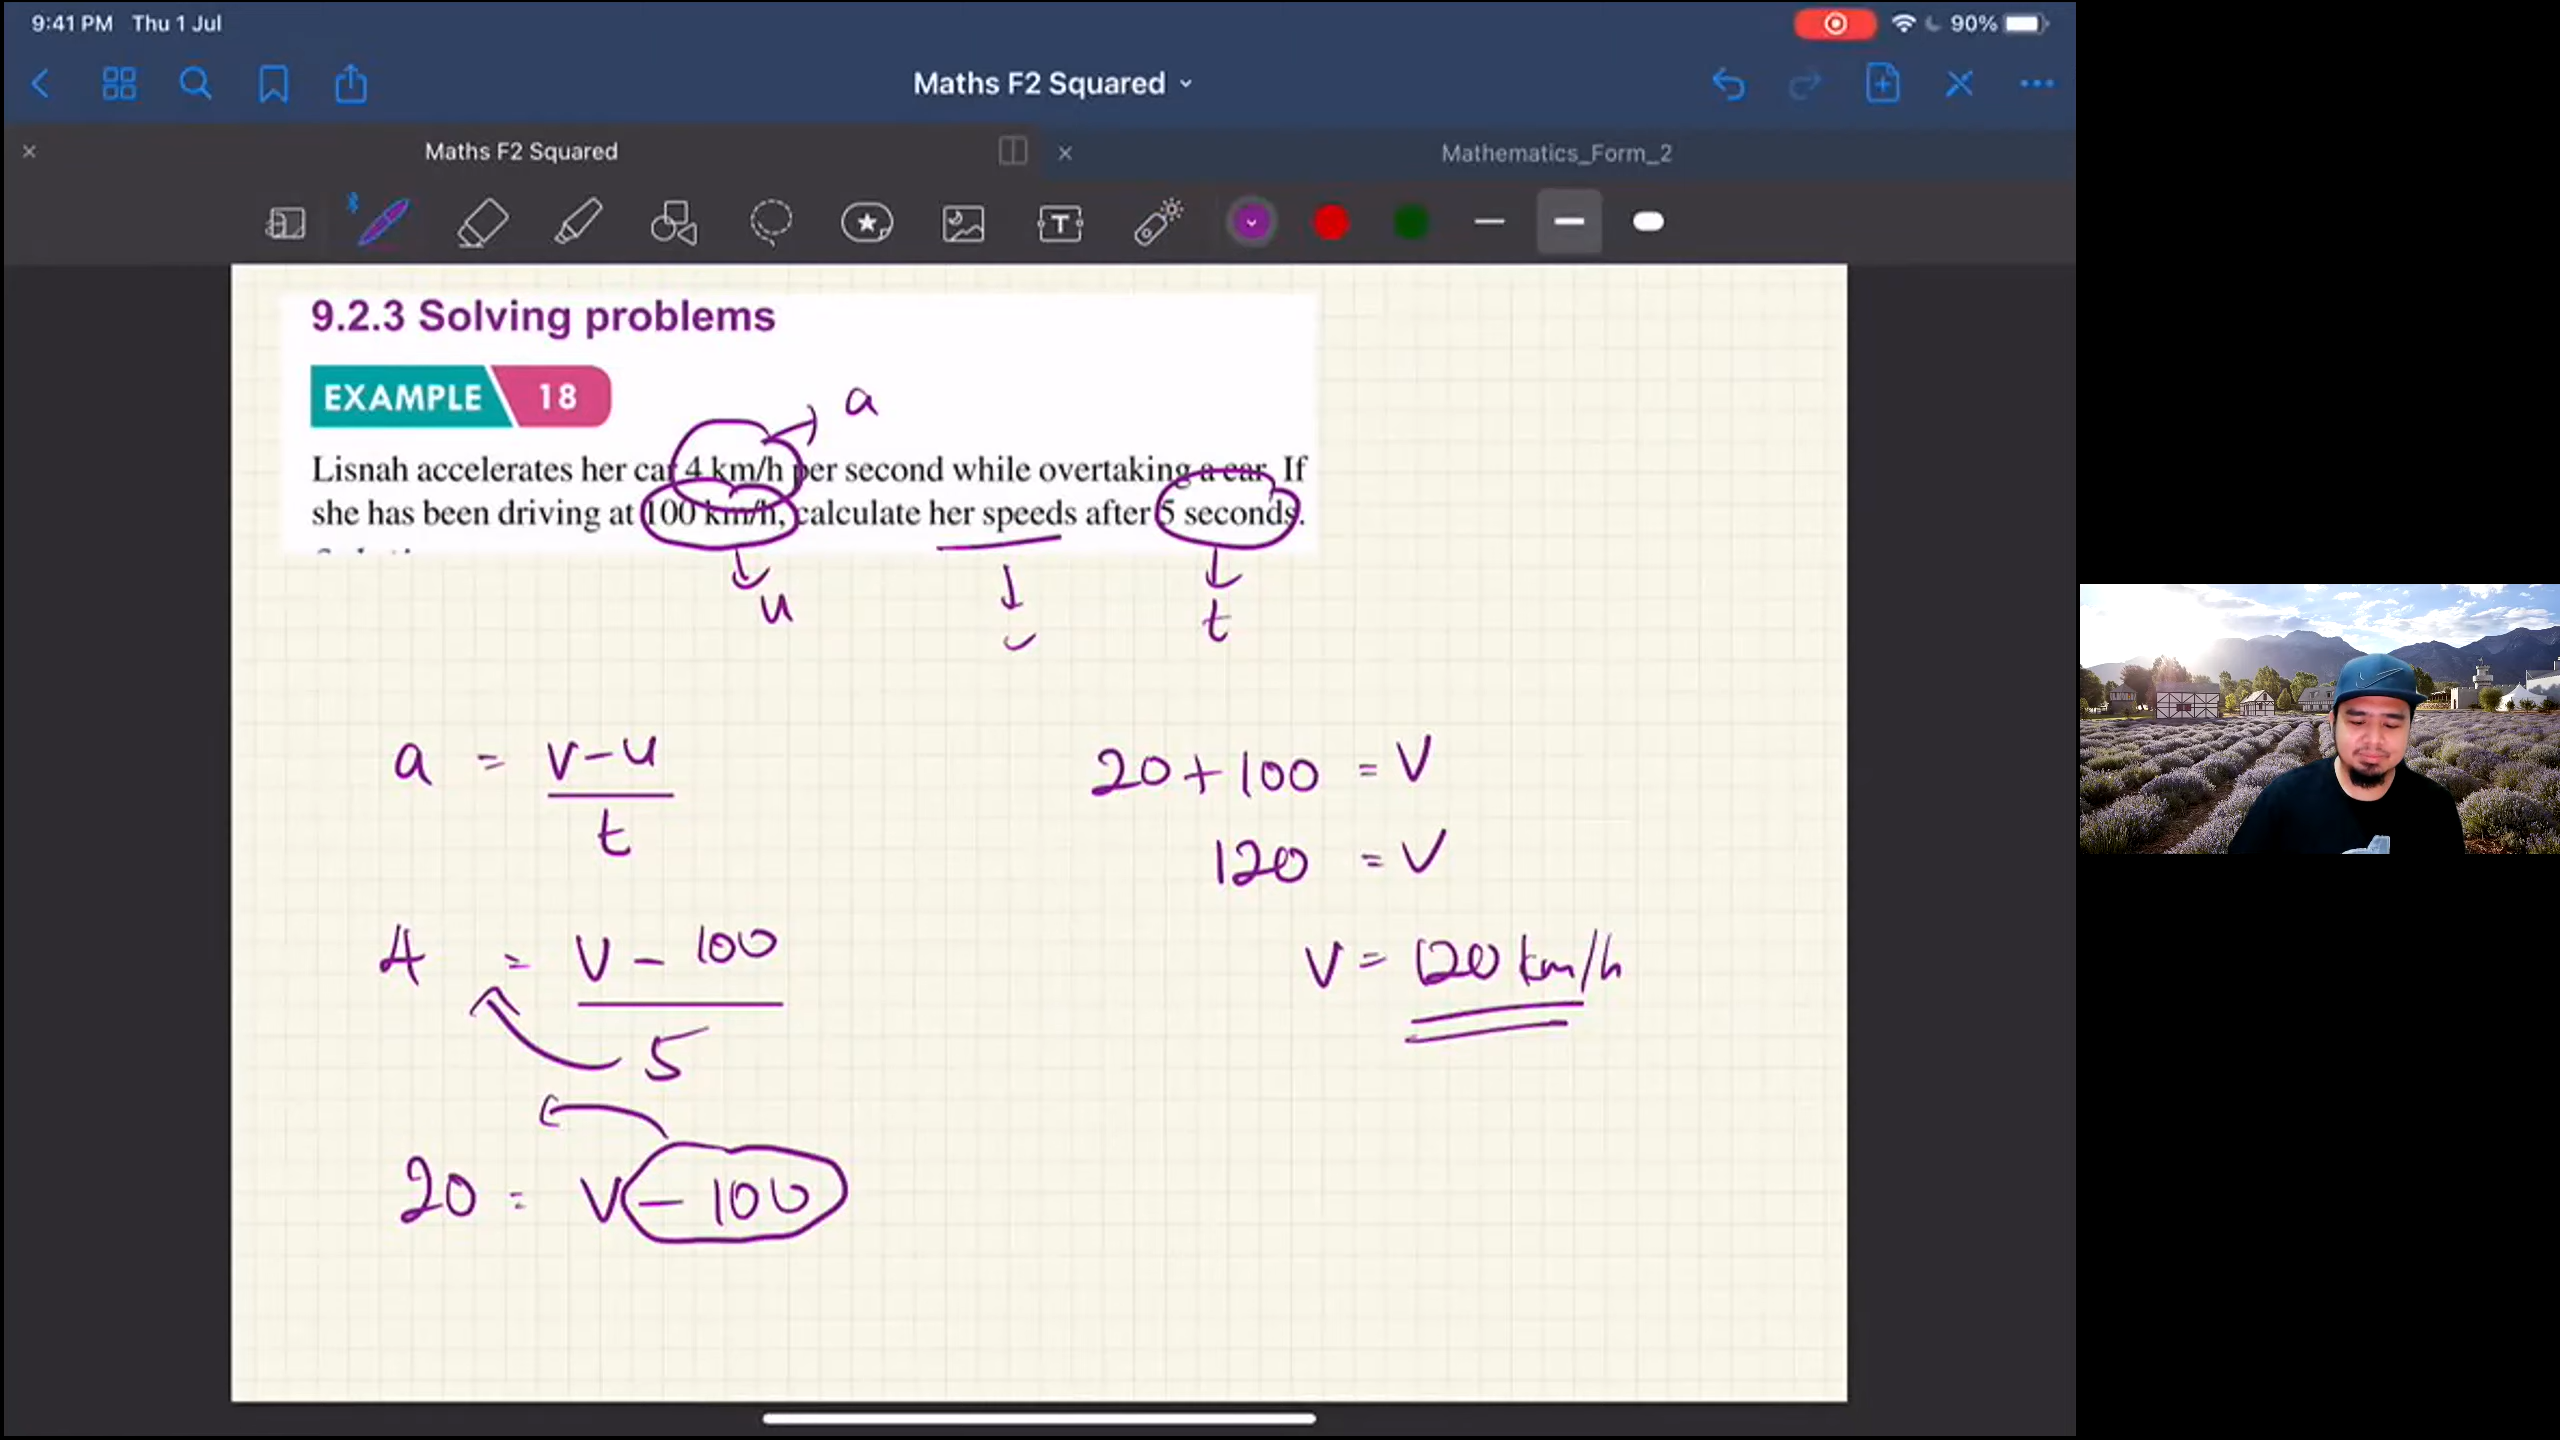 9:41 PM Thu 1 Jul
90%
Maths F2 Squared
Maths F2 Squared
Mathematics_Form_2
9.2.3 Solving problems
EXAMPLE 18
a
Lisnah accelerates her car 4 km/h per second while overtaking a car. If
she has been driving at 100 km/h, calculate her speeds after 5 seconds.
u
v
t
a = v-u
t
4 = v - 100
5
20 = v - 100
20 + 100 = v
120 = v
v = 120 km/h